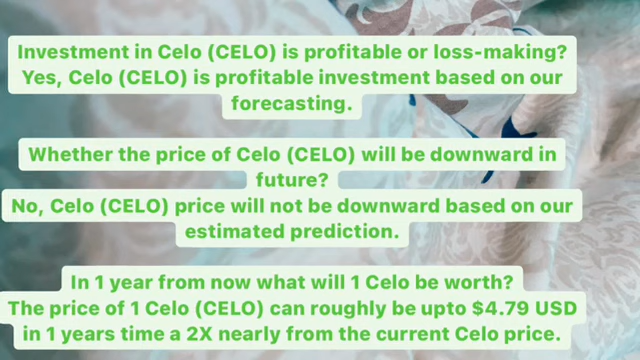 Investment in Celo (CELO) is profitable or loss-making?
Yes, Celo (CELO) is profitable investment based on our
forecasting.
Whether the price of Celo (CELO) will be downward in
future?
No, Celo (CELO) price will not be downward based on our
estimated prediction.
In 1 year from now what will 1 Celo be worth?
The price of 1 Celo (CELO) can roughly be upto $4.79 USD
in 1 years time a 2X nearly from the current Celo price.